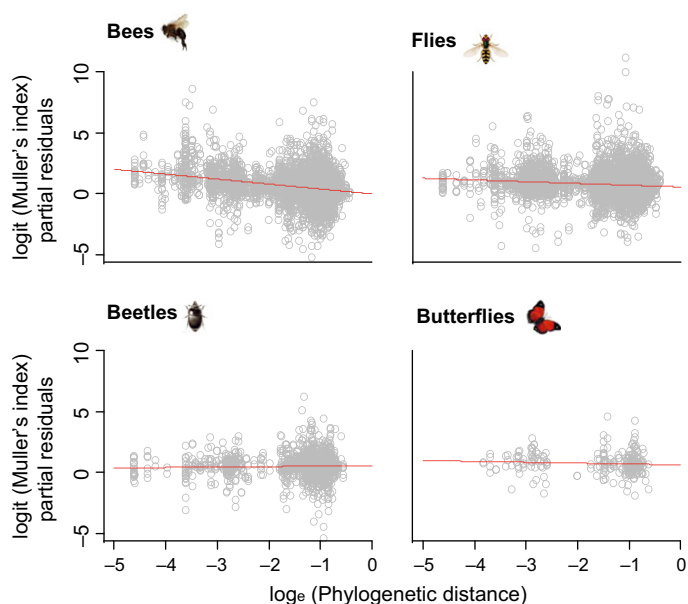 Bees
Flies
logit (Muller's index)
partial residuals
10
5
0
−5
Beetles
Butterflies
logit (Muller's index)
partial residuals
10
5
0
−5
−5 −4 −3 −2 −1 0
−5 −4 −3 −2 −1 0
logₑ (Phylogenetic distance)